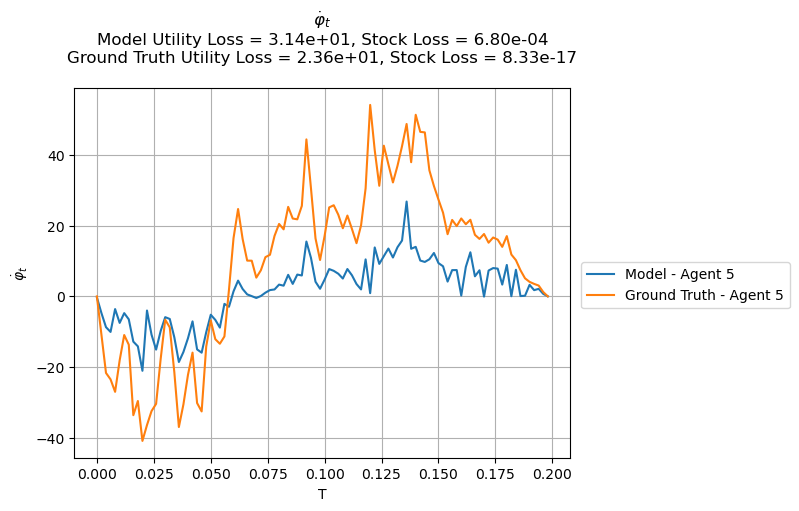 φ̇ₜ
Model Utility Loss = 3.14e+01, Stock Loss = 6.80e-04
Ground Truth Utility Loss = 2.36e+01, Stock Loss = 8.33e-17
φ̇ₜ
40
20
0
−20
−40
0.000 0.025 0.050 0.075 0.100 0.125 0.150 0.175 0.200
T
Model - Agent 5
Ground Truth - Agent 5